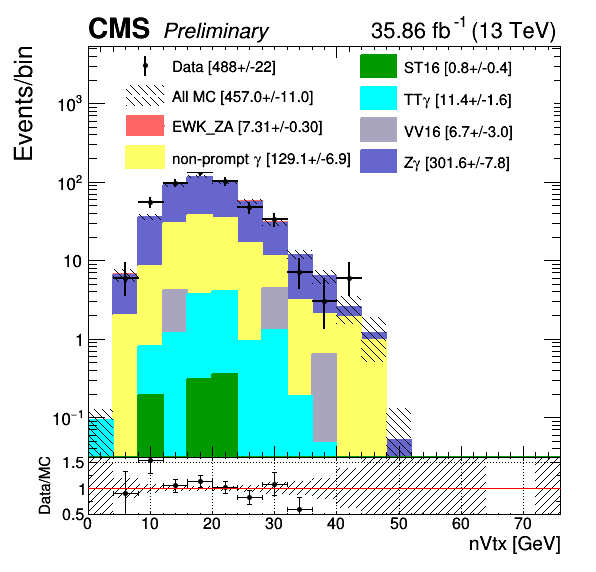 CMS Preliminary 35.86 fb⁻¹ (13 TeV)
Events/bin
Data [488+/-22]
All MC [457.0+/-11.0]
EWK_ZA [7.31+/-0.30]
non-prompt γ [129.1+/-6.9]
ST16 [0.8+/-0.4]
TTγ [11.4+/-1.6]
VV16 [6.7+/-3.0]
Zγ [301.6+/-7.8]
10³
10²
10
1
10⁻¹
Data/MC
1.5
1
0.5
0 10 20 30 40 50 60 70
nVtx [GeV]